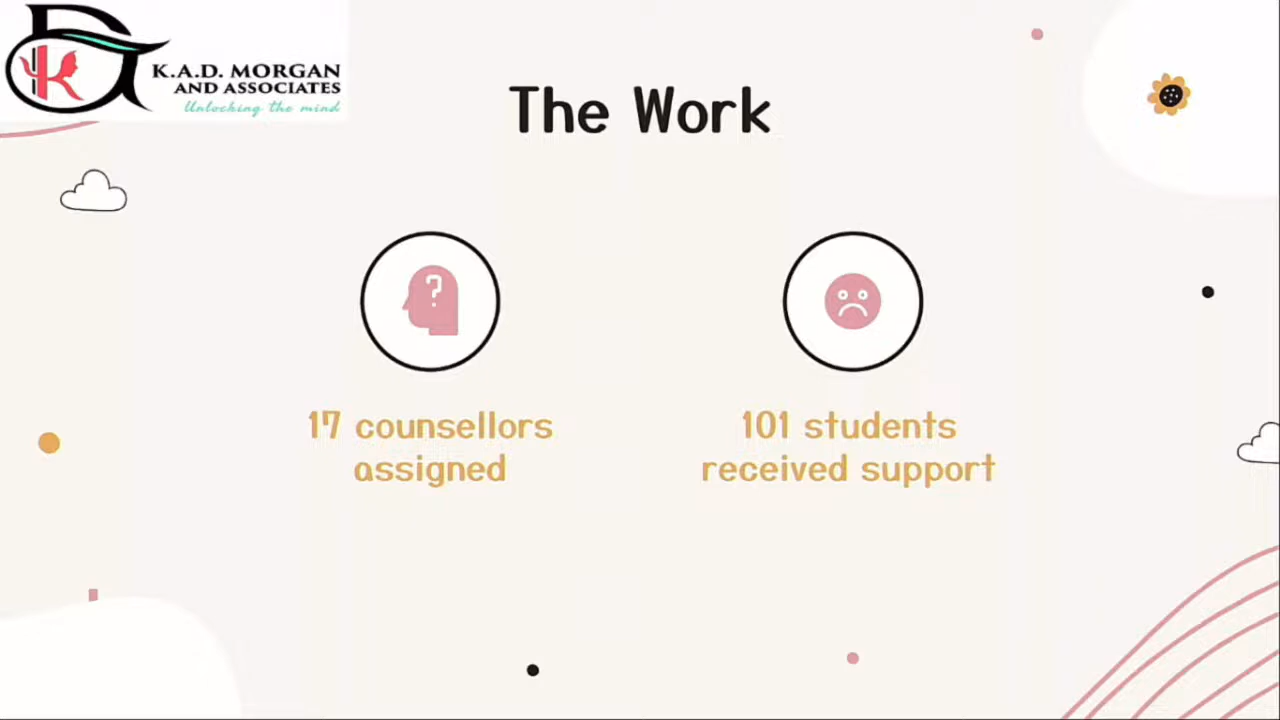 K.A.D. MORGAN
AND ASSOCIATES
Unlocking the mind
The Work
?
17 counsellors
assigned
101 students
received support